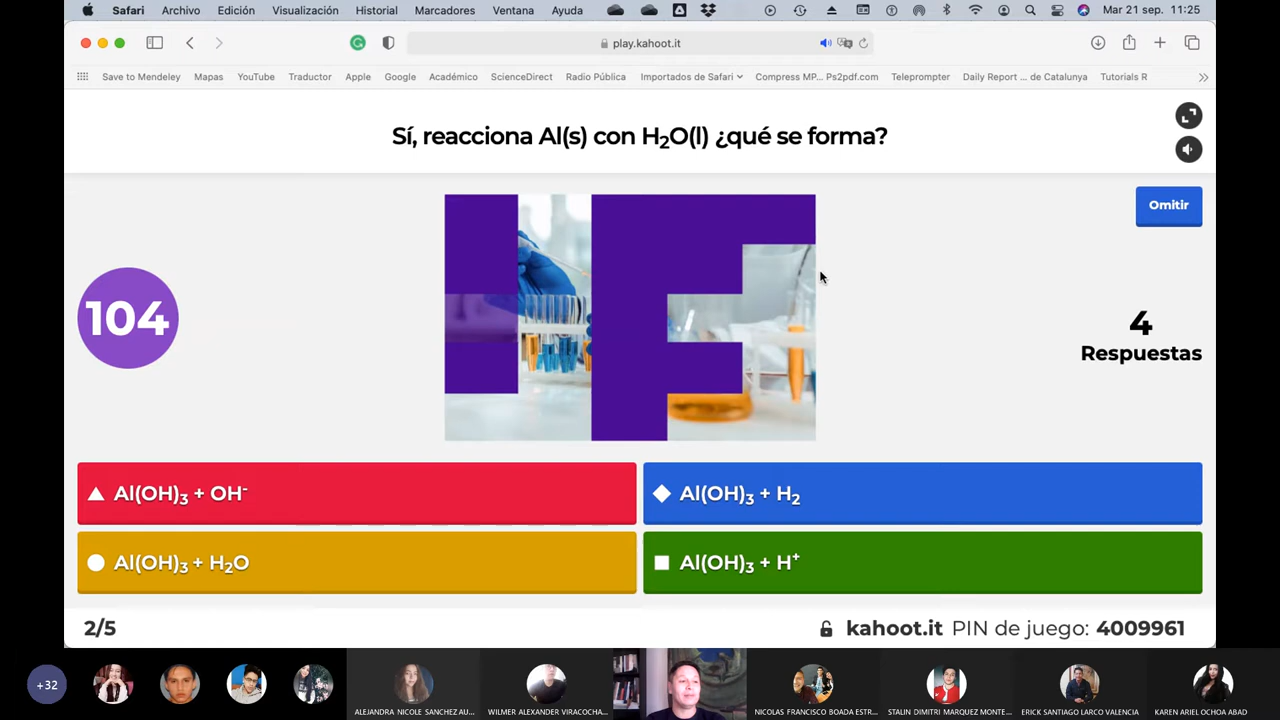 Safari Archivo Edición Visualización Historial Marcadores Ventana Ayuda Mar 21 sep. 11:25
play.kahoot.it
Save to Mendeley Mapas YouTube Traductor Apple Google Académico ScienceDirect Radio Pública Importados de Safari Compress MP... Ps2pdf.com Teleprompter Daily Report ... de Catalunya Tutorials R
Sí, reacciona Al(s) con H₂O(l) ¿qué se forma?
Omitir
104
4
Respuestas
Al(OH)₃ + OH⁻
Al(OH)₃ + H₂
Al(OH)₃ + H₂O
Al(OH)₃ + H⁺
2/5
kahoot.it PIN de juego: 4009961
+32
ALEJANDRA NICOLE SANCHEZ AU...
WILMER ALEXANDER VIRACOCHA...
NICOLAS FRANCISCO BOADA ESTR...
STALIN DIMITRI MARQUEZ MONTE...
ERICK SANTIAGO LARCO VALENCIA
KAREN ARIEL OCHOA ABAD